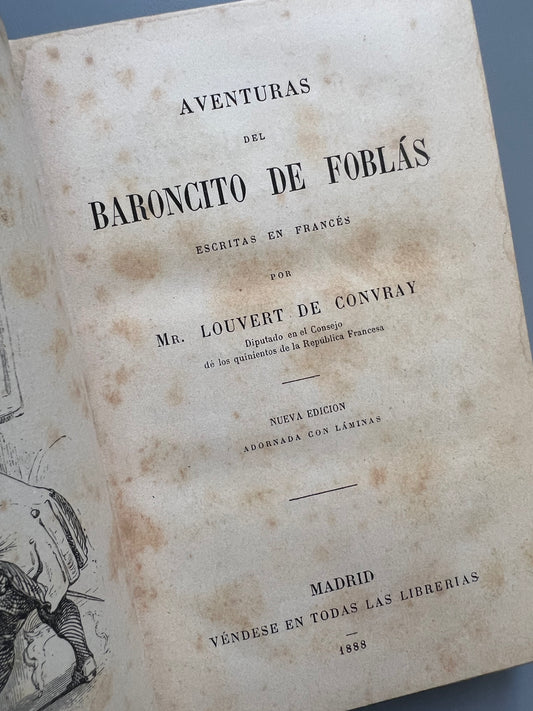 AVENTURAS
DEL
BARONCITO DE FOBLÁS
ESCRITAS EN FRANCÉS
POR
MR. LOUVERT DE CONVRAY
Diputado en el Consejo
dé los quinientos de la República Francesa
NUEVA EDICION
ADORNADA CON LÁMINAS
MADRID
VÉNDESE EN TODAS LAS LIBRERIAS
1888